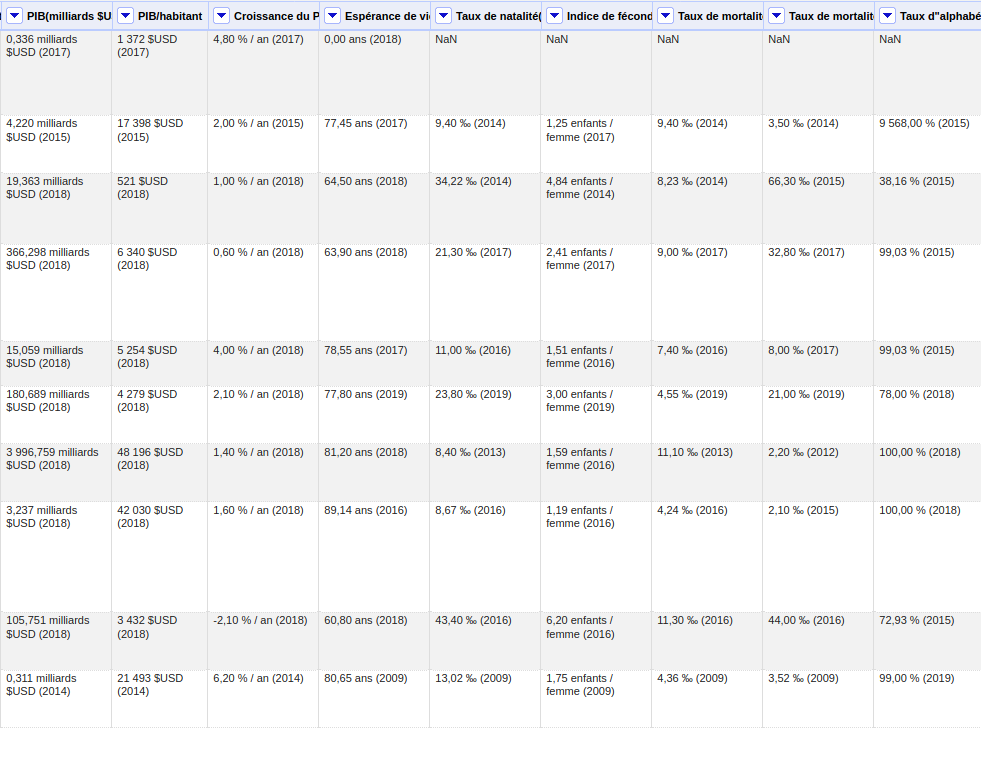 PIB(milliards $U PIB/habitant Croissance du P Espérance de vi Taux de natalité( Indice de fécond Taux de mortalit Taux de mortalit Taux d"alphabé
0,336 milliards 1 372 $USD 4,80 % / an (2017) 0,00 ans (2018) NaN NaN NaN NaN NaN
$USD (2017) (2017)
4,220 milliards 17 398 $USD 2,00 % / an (2015) 77,45 ans (2017) 9,40 ‰ (2014) 1,25 enfants / 9,40 ‰ (2014) 3,50 ‰ (2014) 9 568,00 % (2015)
$USD (2015) (2015) femme (2017)
19,363 milliards 521 $USD 1,00 % / an (2018) 64,50 ans (2018) 34,22 ‰ (2014) 4,84 enfants / 8,23 ‰ (2014) 66,30 ‰ (2015) 38,16 % (2015)
$USD (2018) (2018) femme (2014)
366,298 milliards 6 340 $USD 0,60 % / an (2018) 63,90 ans (2018) 21,30 ‰ (2017) 2,41 enfants / 9,00 ‰ (2017) 32,80 ‰ (2017) 99,03 % (2015)
$USD (2018) (2018) femme (2017)
15,059 milliards 5 254 $USD 4,00 % / an (2018) 78,55 ans (2017) 11,00 ‰ (2016) 1,51 enfants / 7,40 ‰ (2016) 8,00 ‰ (2017) 99,03 % (2015)
$USD (2018) (2018) femme (2016)
180,689 milliards 4 279 $USD 2,10 % / an (2018) 77,80 ans (2019) 23,80 ‰ (2019) 3,00 enfants / 4,55 ‰ (2019) 21,00 ‰ (2019) 78,00 % (2018)
$USD (2018) (2018) femme (2019)
3 996,759 milliards 48 196 $USD 1,40 % / an (2018) 81,20 ans (2018) 8,40 ‰ (2013) 1,59 enfants / 11,10 ‰ (2013) 2,20 ‰ (2012) 100,00 % (2018)
$USD (2018) (2018) femme (2016)
3,237 milliards 42 030 $USD 1,60 % / an (2018) 89,14 ans (2016) 8,67 ‰ (2016) 1,19 enfants / 4,24 ‰ (2016) 2,10 ‰ (2015) 100,00 % (2018)
$USD (2018) (2018) femme (2016)
105,751 milliards 3 432 $USD -2,10 % / an (2018) 60,80 ans (2018) 43,40 ‰ (2016) 6,20 enfants / 11,30 ‰ (2016) 44,00 ‰ (2016) 72,93 % (2015)
$USD (2018) (2018) femme (2016)
0,311 milliards 21 493 $USD 6,20 % / an (2014) 80,65 ans (2009) 13,02 ‰ (2009) 1,75 enfants / 4,36 ‰ (2009) 3,52 ‰ (2009) 99,00 % (2019)
$USD (2014) (2014) femme (2009)